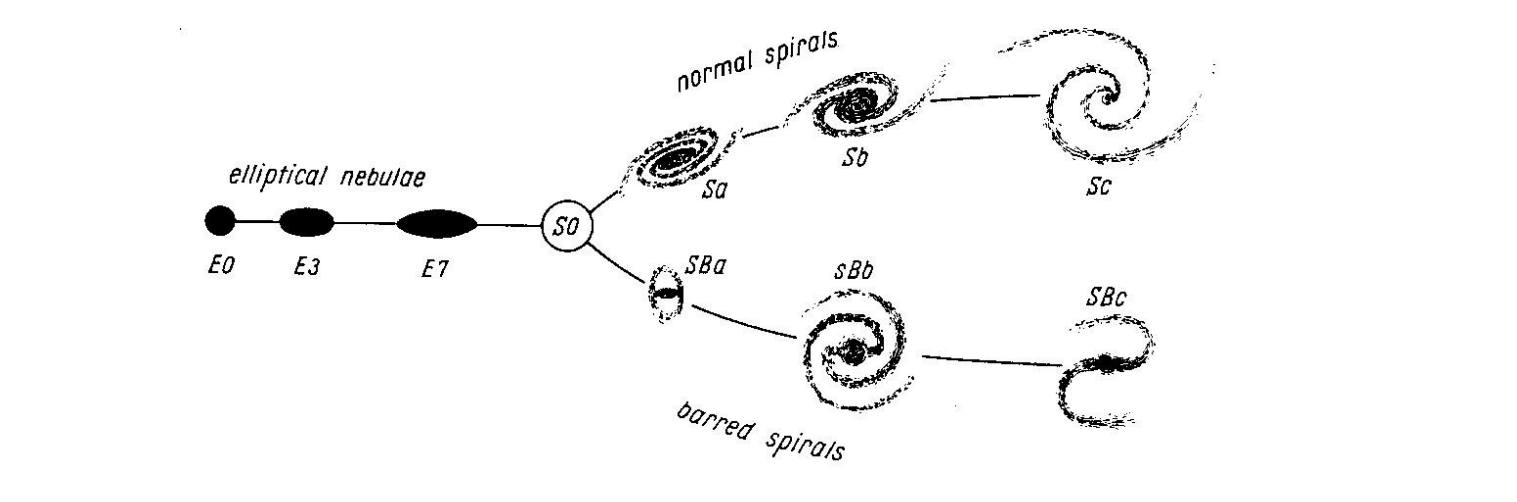 normal spirals
Sb
Sc
Sa
elliptical nebulae
S0
E0 E3 E7
SBa
sBb
SBc
barred spirals